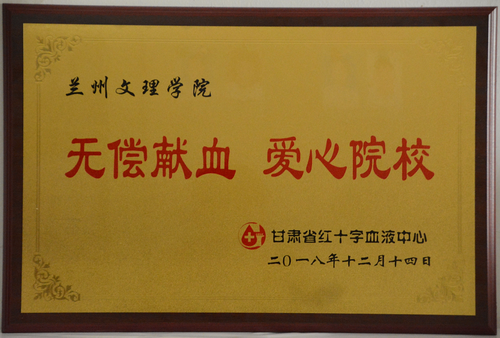 兰州文理学院
无偿献血 爱心院校
甘肃省红十字血液中心
二〇一八年十二月十四日